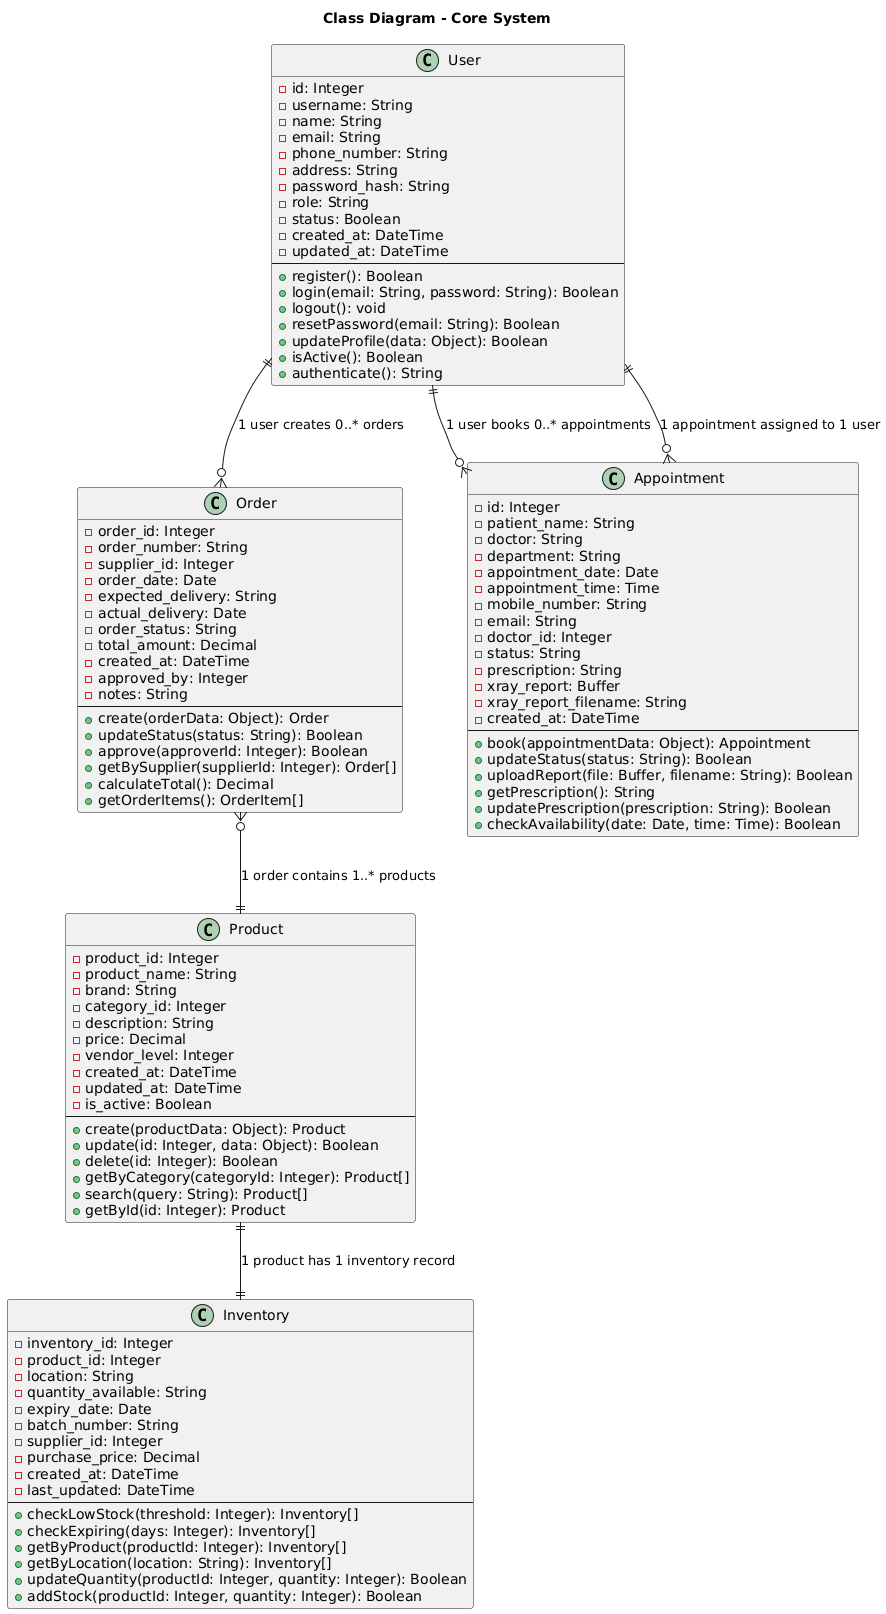 Class Diagram - Core System
C User
id: Integer
username: String
name: String
email: String
phone_number: String
address: String
password_hash: String
role: String
status: Boolean
created_at: DateTime
updated_at: DateTime
register(): Boolean
login(email: String, password: String): Boolean
logout(): void
resetPassword(email: String): Boolean
updateProfile(data: Object): Boolean
isActive(): Boolean
authenticate(): String
1 user creates 0..* orders
1 user books 0..* appointments
1 appointment assigned to 1 user
C Order
order_id: Integer
order_number: String
supplier_id: Integer
order_date: Date
expected_delivery: String
actual_delivery: Date
order_status: String
total_amount: Decimal
created_at: DateTime
approved_by: Integer
notes: String
create(orderData: Object): Order
updateStatus(status: String): Boolean
approve(approverId: Integer): Boolean
getBySupplier(supplierId: Integer): Order[]
calculateTotal(): Decimal
getOrderItems(): OrderItem[]
C Appointment
id: Integer
patient_name: String
doctor: String
department: String
appointment_date: Date
appointment_time: Time
mobile_number: String
email: String
doctor_id: Integer
status: String
prescription: String
xray_report: Buffer
xray_report_filename: String
created_at: DateTime
book(appointmentData: Object): Appointment
updateStatus(status: String): Boolean
uploadReport(file: Buffer, filename: String): Boolean
getPrescription(): String
updatePrescription(prescription: String): Boolean
checkAvailability(date: Date, time: Time): Boolean
1 order contains 1..* products
C Product
product_id: Integer
product_name: String
brand: String
category_id: Integer
description: String
price: Decimal
vendor_level: Integer
created_at: DateTime
updated_at: DateTime
is_active: Boolean
create(productData: Object): Product
update(id: Integer, data: Object): Boolean
delete(id: Integer): Boolean
getByCategory(categoryId: Integer): Product[]
search(query: String): Product[]
getById(id: Integer): Product
1 product has 1 inventory record
C Inventory
inventory_id: Integer
product_id: Integer
location: String
quantity_available: String
expiry_date: Date
batch_number: String
supplier_id: Integer
purchase_price: Decimal
created_at: DateTime
last_updated: DateTime
checkLowStock(threshold: Integer): Inventory[]
checkExpiring(days: Integer): Inventory[]
getByProduct(productId: Integer): Inventory[]
getByLocation(location: String): Inventory[]
updateQuantity(productId: Integer, quantity: Integer): Boolean
addStock(productId: Integer, quantity: Integer): Boolean